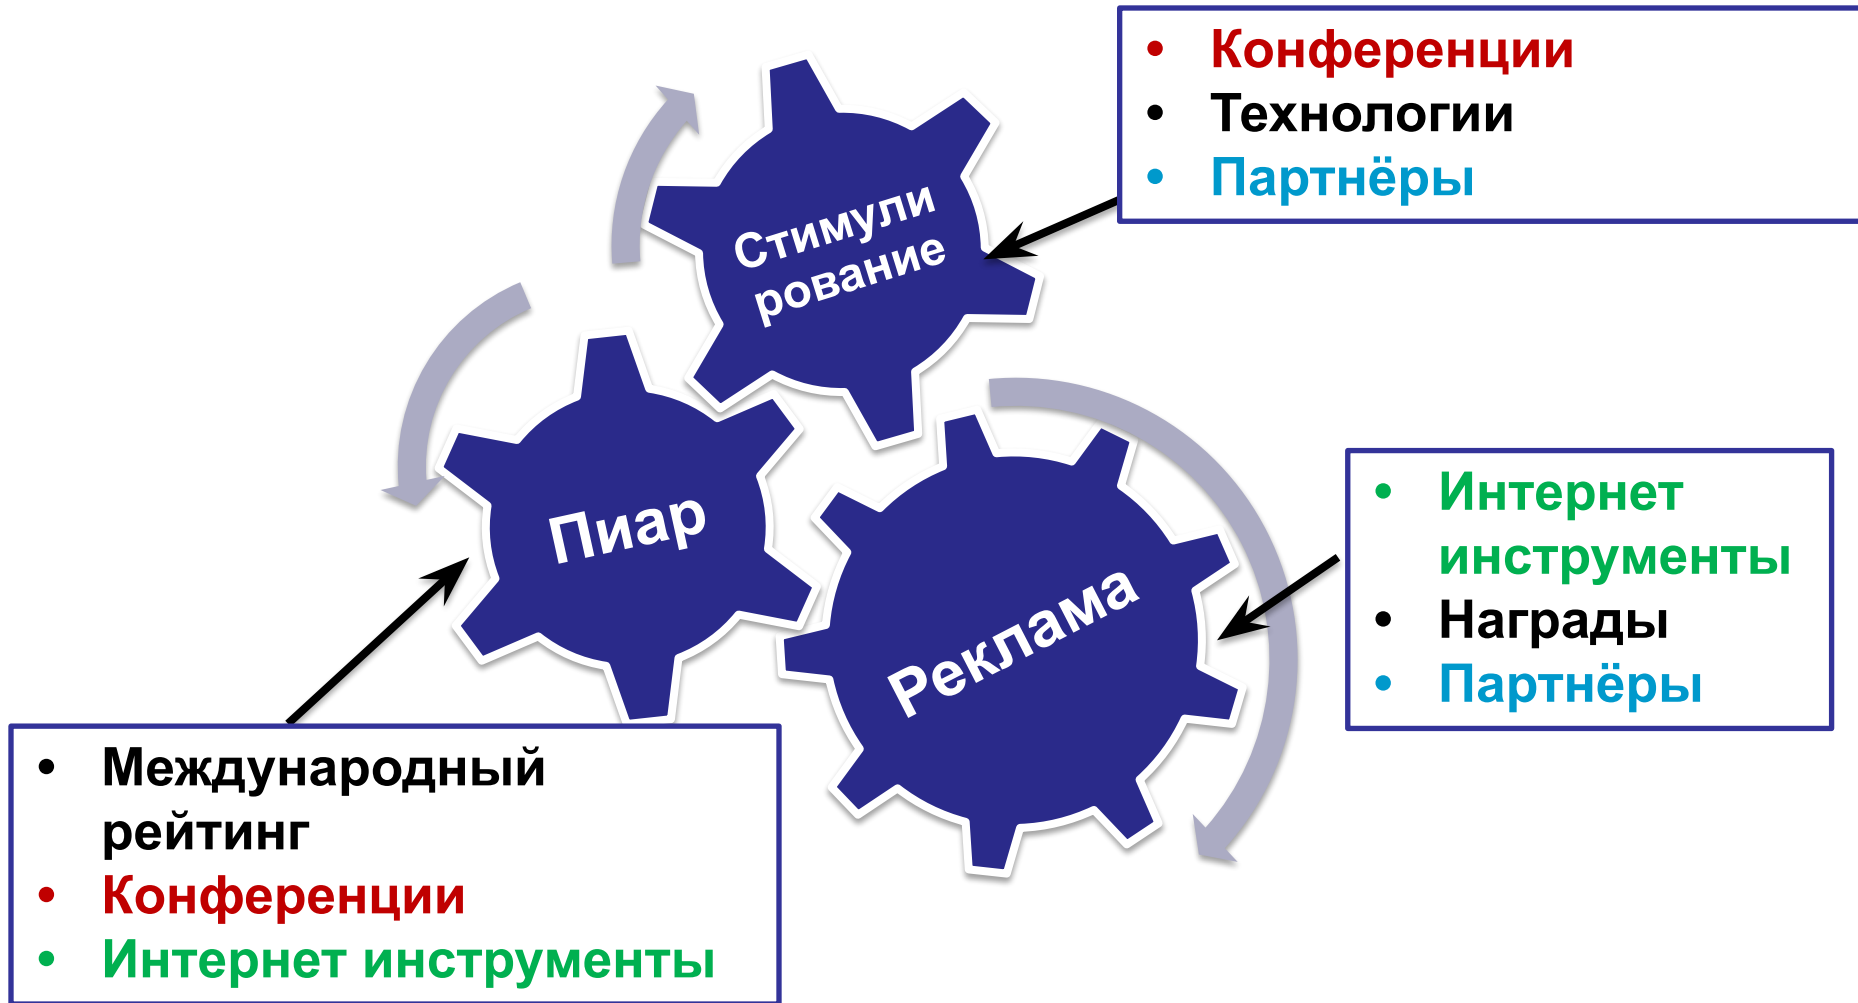 • Конференции
• Технологии
• Партнёры
Стимули
рование
Пиар
Реклама
• Интернет
инструменты
• Награды
• Партнёры
• Международный
рейтинг
• Конференции
• Интернет инструменты